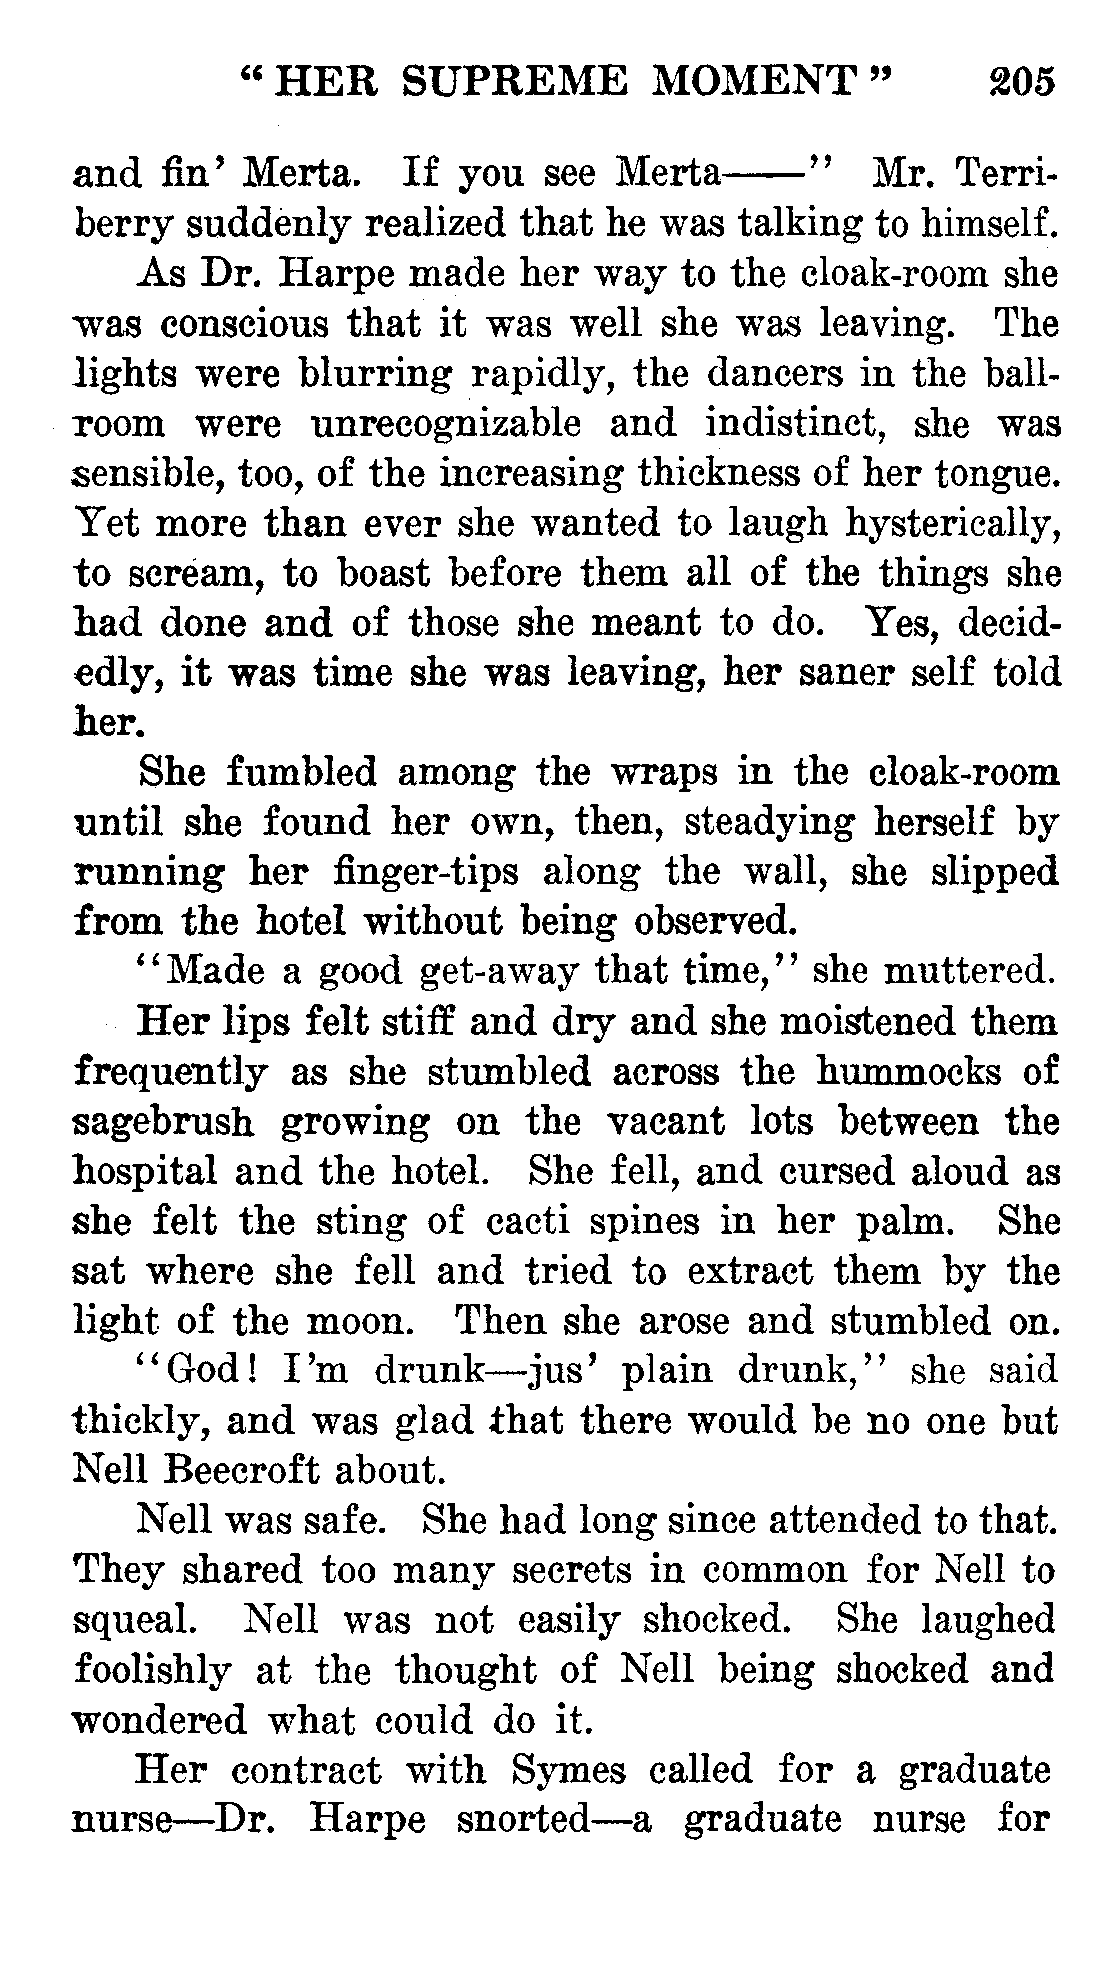 “ HER SUPREME MOMENT ” 205
and fin’ Merta. If you see Merta——” Mr. Terri-
berry suddenly realized that he was talking to himself.
As Dr. Harpe made her way to the cloak-room she
was conscious that it was well she was leaving. The
lights were blurring rapidly, the dancers in the ball-
room were unrecognizable and indistinct, she was
sensible, too, of the increasing thickness of her tongue.
Yet more than ever she wanted to laugh hysterically,
to scream, to boast before them all of the things she
had done and of those she meant to do. Yes, decid-
edly, it was time she was leaving, her saner self told
her.
She fumbled among the wraps in the cloak-room
until she found her own, then, steadying herself by
running her finger-tips along the wall, she slipped
from the hotel without being observed.
“Made a good get-away that time,” she muttered.
Her lips felt stiff and dry and she moistened them
frequently as she stumbled across the hummocks of
sagebrush growing on the vacant lots between the
hospital and the hotel. She fell, and cursed aloud as
she felt the sting of cacti spines in her palm. She
sat where she fell and tried to extract them by the
light of the moon. Then she arose and stumbled on.
“God! I’m drunk—jus’ plain drunk,” she said
thickly, and was glad that there would be no one but
Nell Beecroft about.
Nell was safe. She had long since attended to that.
They shared too many secrets in common for Nell to
squeal. Nell was not easily shocked. She laughed
foolishly at the thought of Nell being shocked and
wondered what could do it.
Her contract with Symes called for a graduate
nurse—Dr. Harpe snorted—a graduate nurse for